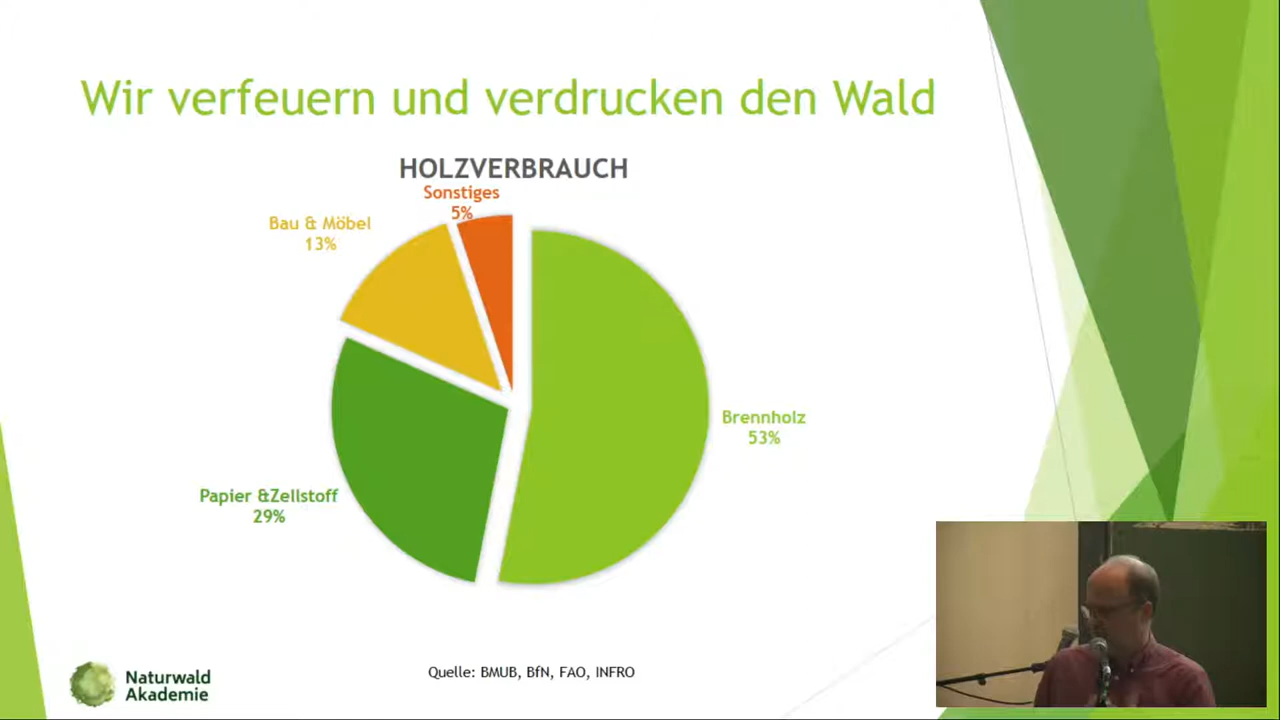 Wir verfeuern und verdrucken den Wald
HOLZVERBRAUCH
Sonstiges
5%
Bau & Möbel
13%
Brennholz
53%
Papier &Zellstoff
29%
Quelle: BMUB, BfN, FAO, INFRO
Naturwald
Akademie